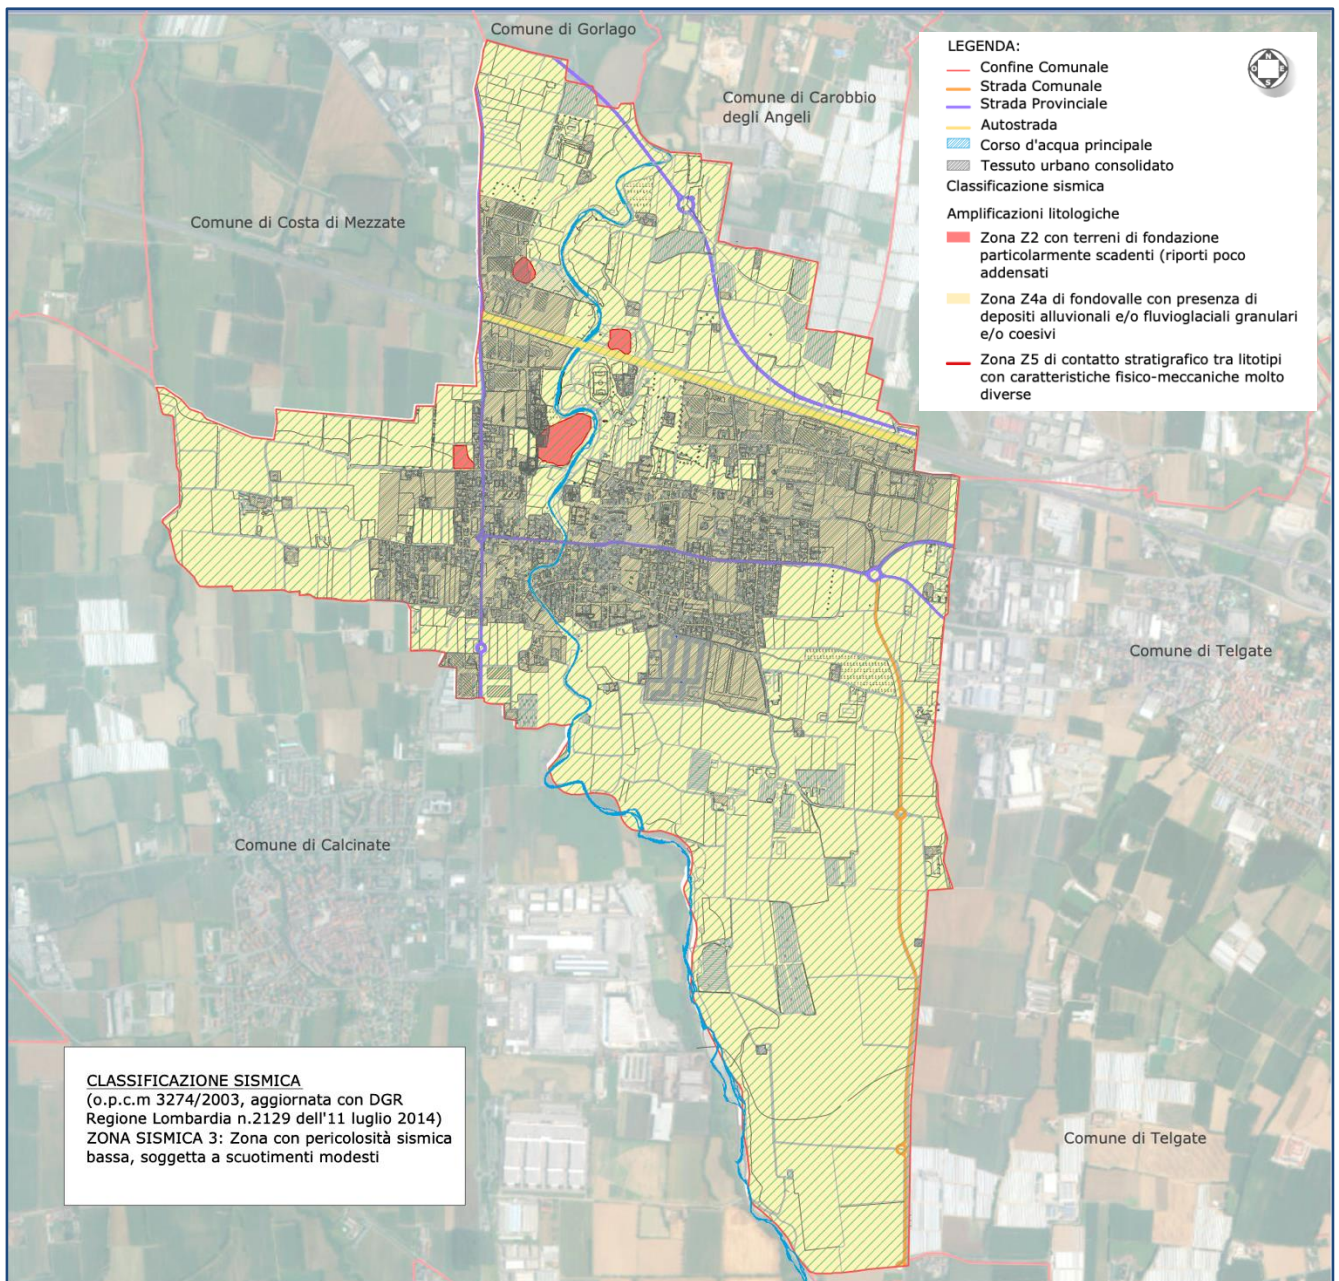 Comune di Gorlago
Comune di Carobbio
degli Angeli
Comune di Costa di Mezzate
LEGENDA:
Confine Comunale
Strada Comunale
Strada Provinciale
Autostrada
Corso d'acqua principale
Tessuto urbano consolidato
Classificazione sismica
Amplificazioni litologiche
Zona Z2 con terreni di fondazione
particolarmente scadenti (riporti poco
addensati
Zona Z4a di fondovalle con presenza di
depositi alluvionali e/o fluvioglaciali granulari
e/o coesivi
Zona Z5 di contatto stratigrafico tra litotipi
con caratteristiche fisico-meccaniche molto
diverse
Comune di Telgate
Comune di Calcinate
CLASSIFICAZIONE SISMICA
(o.p.c.m 3274/2003, aggiornata con DGR
Regione Lombardia n.2129 dell'11 luglio 2014)
ZONA SISMICA 3: Zona con pericolosità sismica
bassa, soggetta a scuotimenti modesti
Comune di Telgate